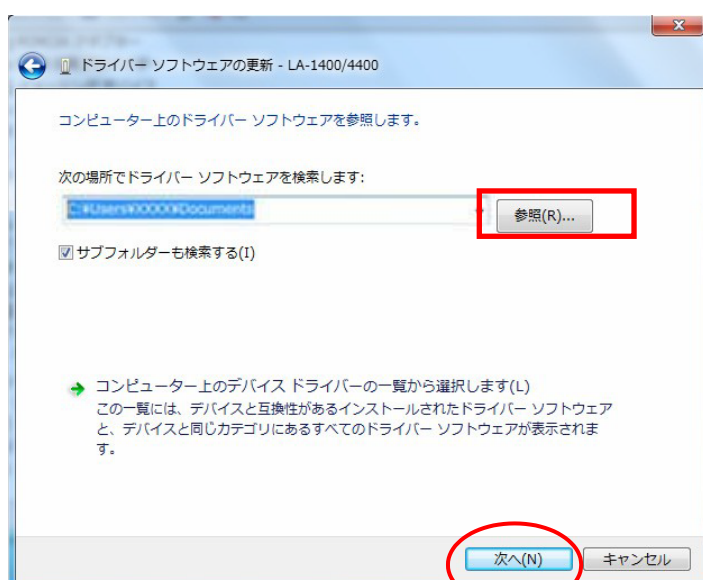 ドライバー ソフトウェアの更新 - LA-1400/4400
コンピューター上のドライバー ソフトウェアを参照します。
次の場所でドライバー ソフトウェアを検索します:
C:¥Users¥XXXXX¥Documents
参照(R)...
サブフォルダーも検索する(I)
コンピューター上のデバイス ドライバーの一覧から選択します(L)
この一覧には、デバイスと互換性があるインストールされたドライバー ソフトウェア
と、デバイスと同じカテゴリにあるすべてのドライバー ソフトウェアが表示されま
す。
次へ(N)
キャンセル